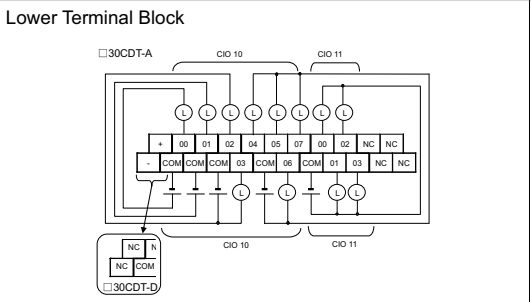 Lower Terminal Block
□30CDT-A
CIO 10 CIO 11
L L L L L L L L
+ 00 01 02 04 05 07 00 02 NC NC
- COM COM COM 03 COM 06 COM 01 03 NC NC
L L L L
CIO 10 CIO 11
NC N
NC COM
□30CDT-D